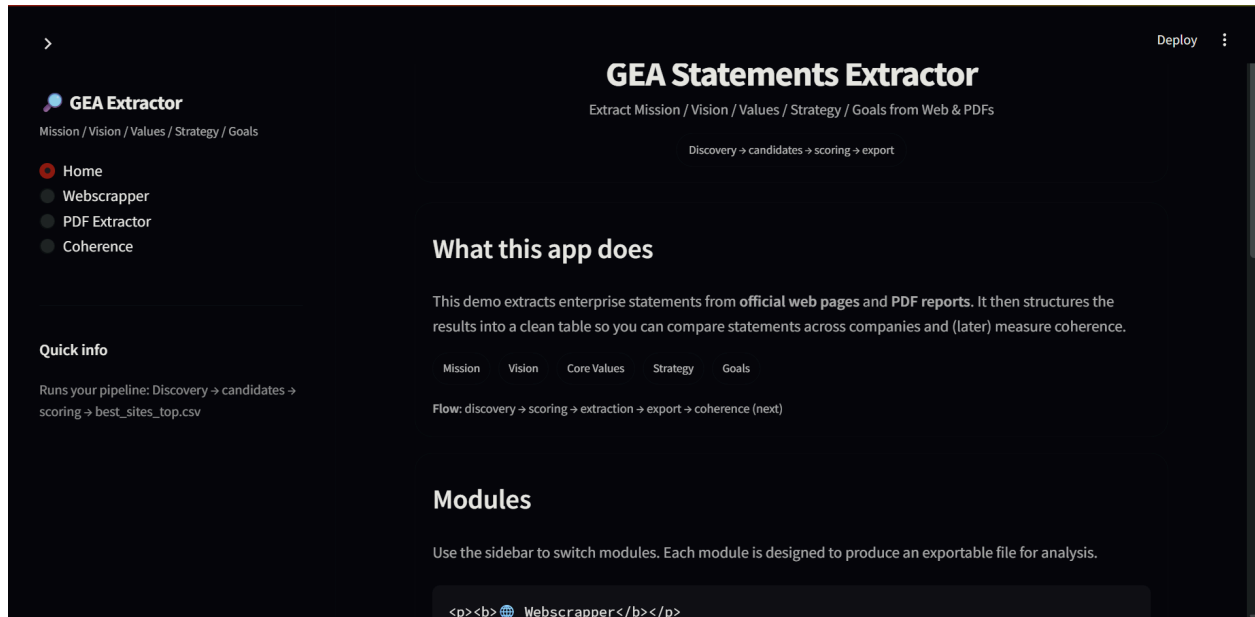 Deploy
🔎 GEA Extractor
Mission / Vision / Values / Strategy / Goals
Home
Webscrapper
PDF Extractor
Coherence
Quick info
Runs your pipeline: Discovery → candidates →
scoring → best_sites_top.csv
GEA Statements Extractor
Extract Mission / Vision / Values / Strategy / Goals from Web & PDFs
Discovery → candidates → scoring → export
What this app does
This demo extracts enterprise statements from official web pages and PDF reports. It then structures the
results into a clean table so you can compare statements across companies and (later) measure coherence.
Mission Vision Core Values Strategy Goals
Flow: discovery → scoring → extraction → export → coherence (next)
Modules
Use the sidebar to switch modules. Each module is designed to produce an exportable file for analysis.
<p><b>🌐 Webscrapper</b></p>